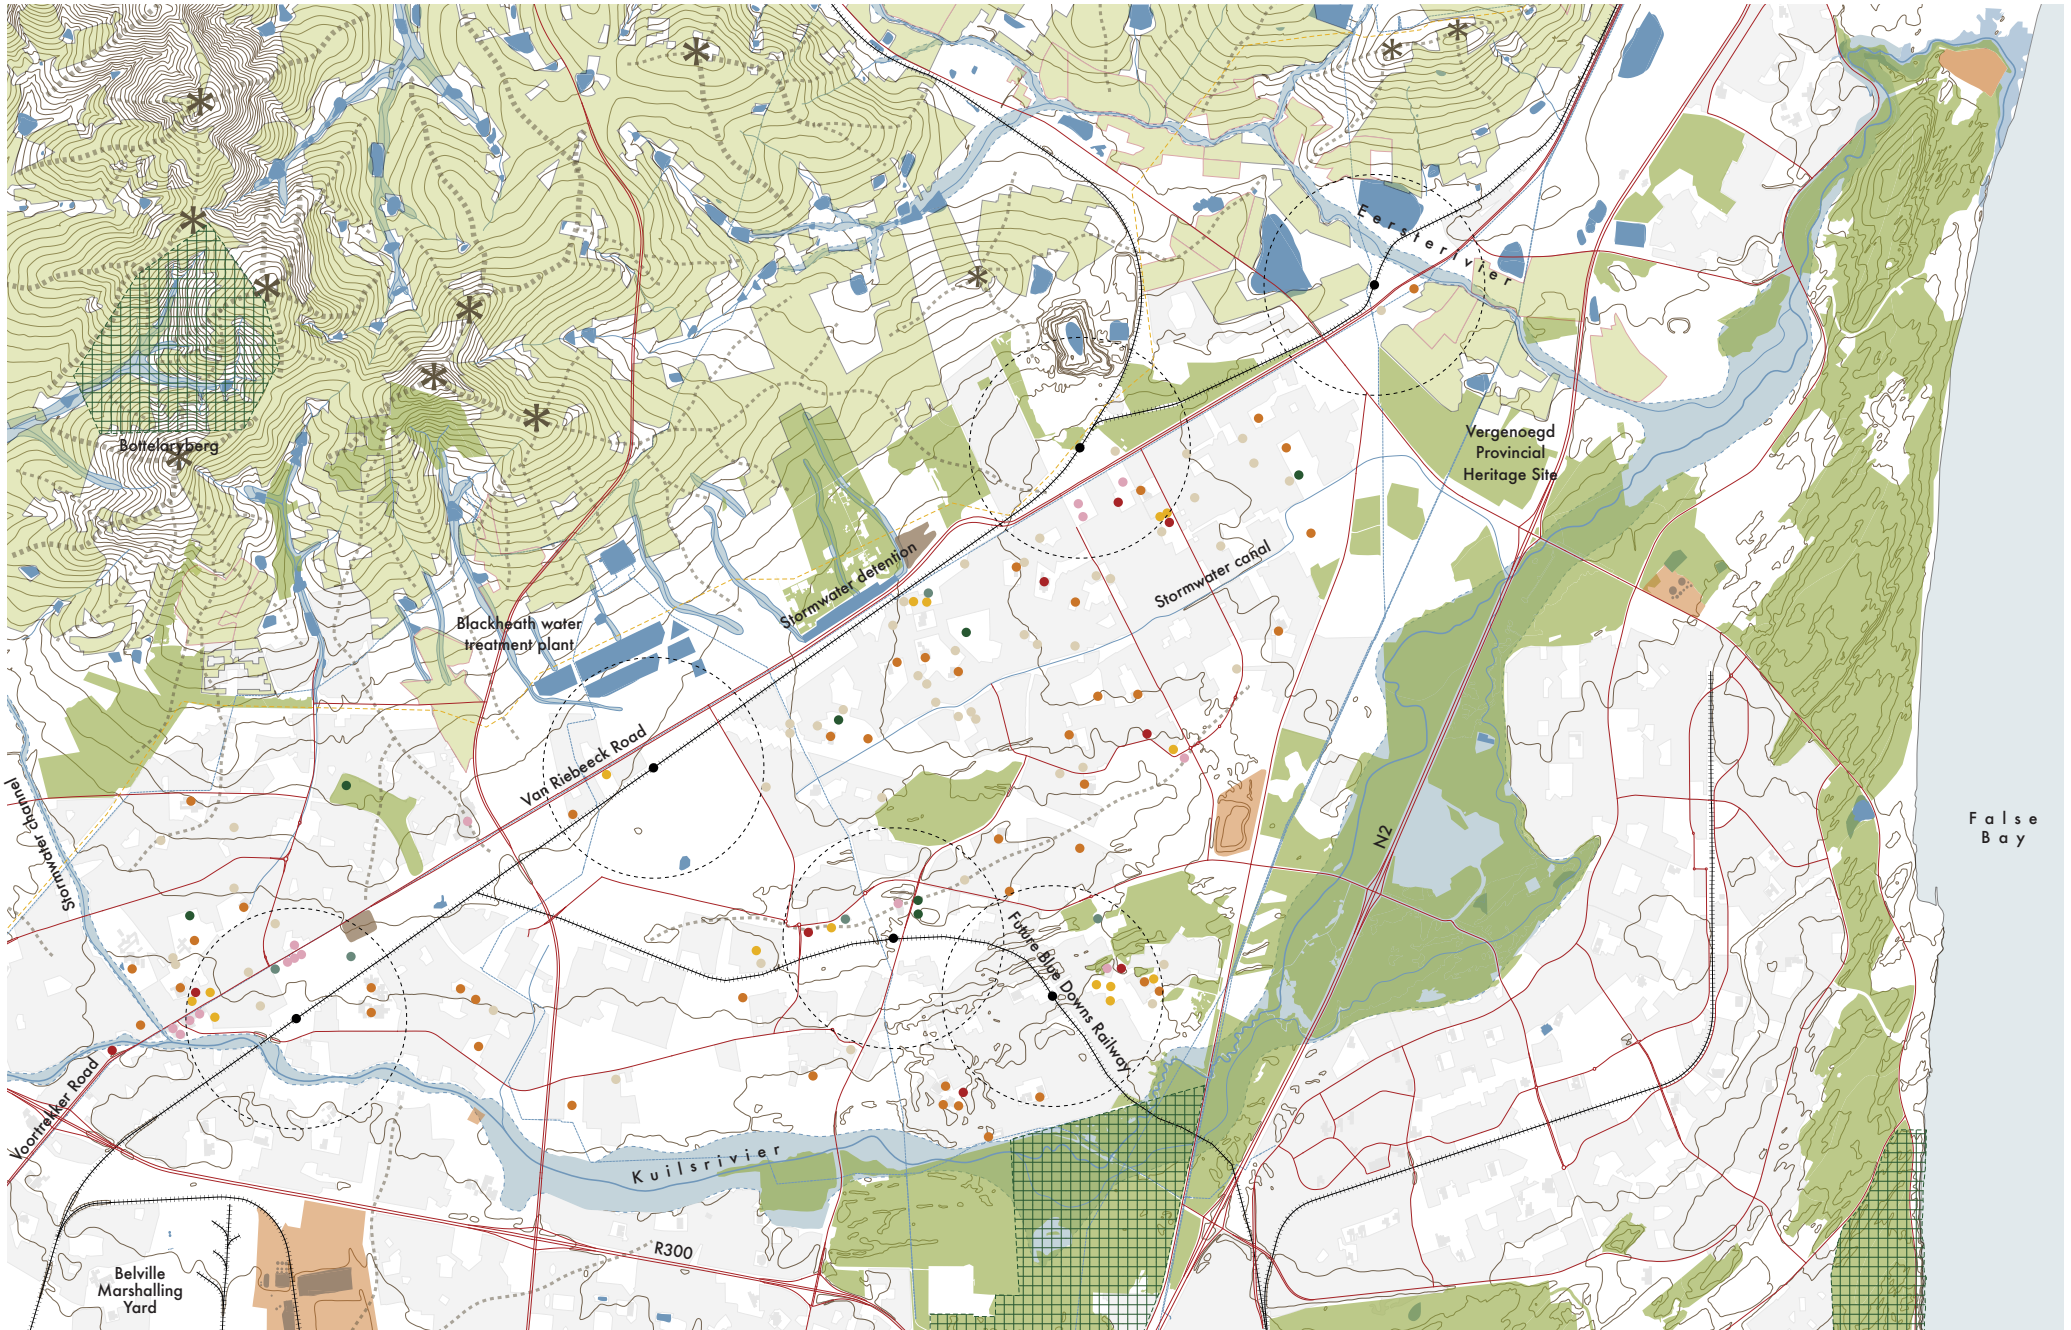 Eersterivier
Bottelaryberg
Vergenoegd
Provincial
Heritage Site
Stormwater detention
Stormwater canal
Blackheath water
treatment plant
Van Riebeeck Road
Stormwater channel
N2
False
Bay
Future Blue Downs Railway
Voortrekker Road
Kuilsrivier
R300
Belville
Marshalling
Yard